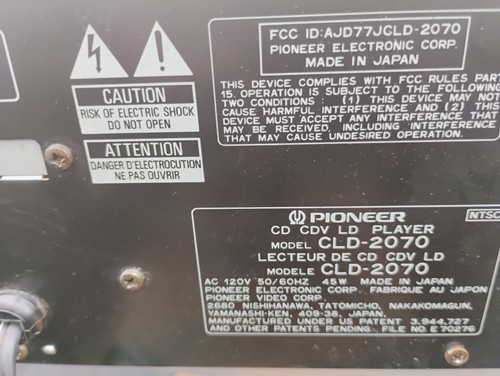 FCC ID:AJD77JCLD-2070
PIONEER ELECTRONIC CORP.
MADE IN JAPAN
THIS DEVICE COMPLIES WITH FCC RULES PART
15. OPERATION IS SUBJECT TO THE FOLLOWING
TWO CONDITIONS: (1) THIS DEVICE MAY NOT
CAUSE HARMFUL INTERFERENCE AND (2) THIS
DEVICE MUST ACCEPT ANY INTERFERENCE THAT
MAY BE RECEIVED, INCLUDING INTERFERENCE
THAT MAY CAUSE UNDESIRED OPERATION.
CAUTION
RISK OF ELECTRIC SHOCK
DO NOT OPEN
ATTENTION
DANGER D'ELECTROCUTION
NE PAS OUVRIR
PIONEER
NTSC
CD CDV LD PLAYER
MODEL CLD-2070
LECTEUR DE CD CDV LD
MODELE CLD-2070
AC 120V 50/60HZ 45W MADE IN JAPAN
PIONEER ELECTRONIC CORP. FABRIQUE AU JAPON
PIONEER VIDEO CORP.
2680 NISHIHANAWA, TATOMICHO, NAKAKOMAGUN,
YAMANASHI-KEN, 409-38, JAPAN.
MANUFACTURED UNDER US PATENT 3,944,727
AND OTHER PATENTS PENDING. FILE NO E70276